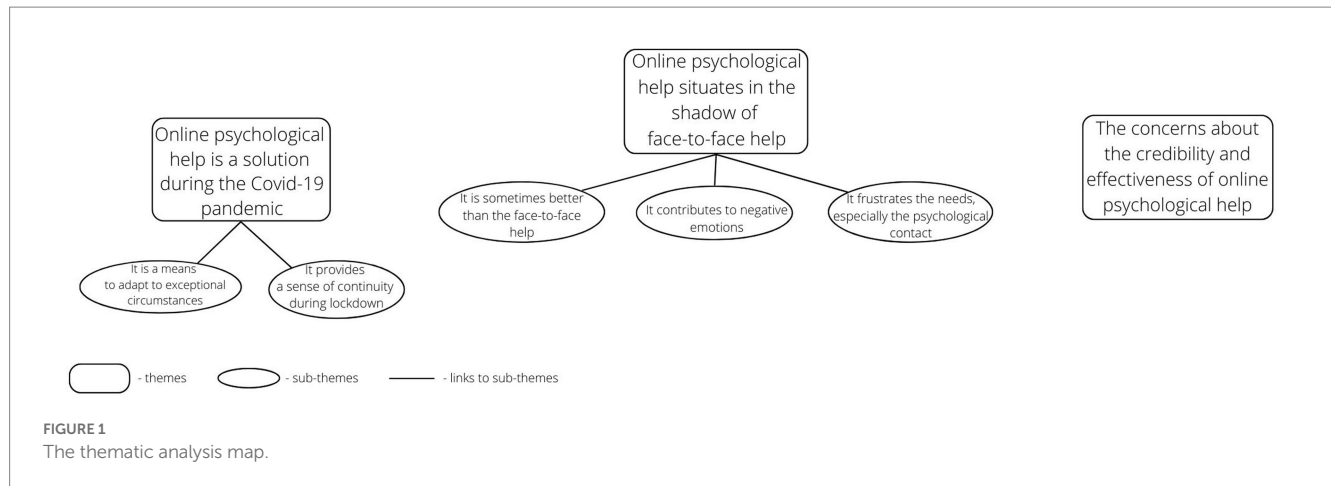 Online psychological
help is a solution
during the Covid-19
pandemic
It is a means
to adapt to exceptional
circumstances
It provides
a sense of continuity
during lockdown
Online psychological
help situates in the
shadow of
face-to-face help
It is sometimes better
than the face-to-face
help
It contributes to negative
emotions
It frustrates the needs,
especially the psychological
contact
The concerns about
the credibility and
effectiveness of online
psychological help
- themes
- sub-themes
- links to sub-themes
FIGURE 1
The thematic analysis map.